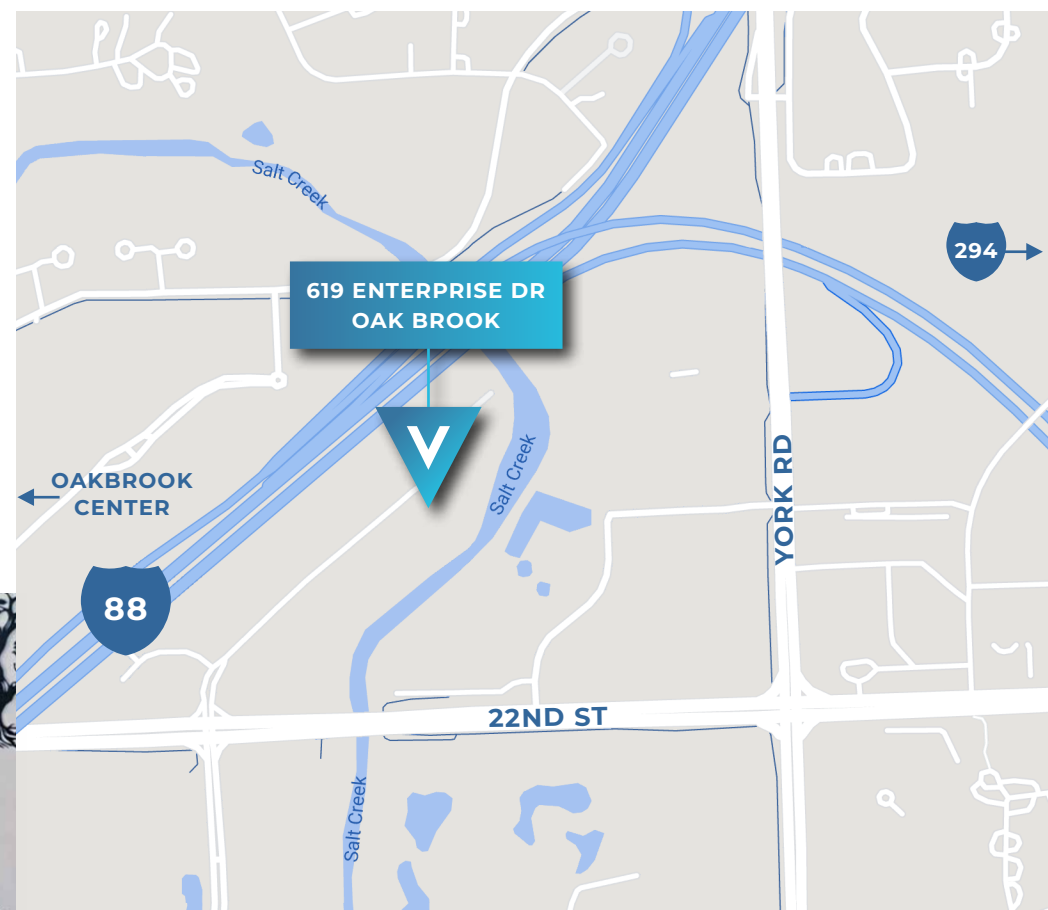 Salt Creek
294
619 ENTERPRISE DR
OAK BROOK
V
Salt Creek
YORK RD
OAKBROOK
CENTER
88
22ND ST
Salt Creek